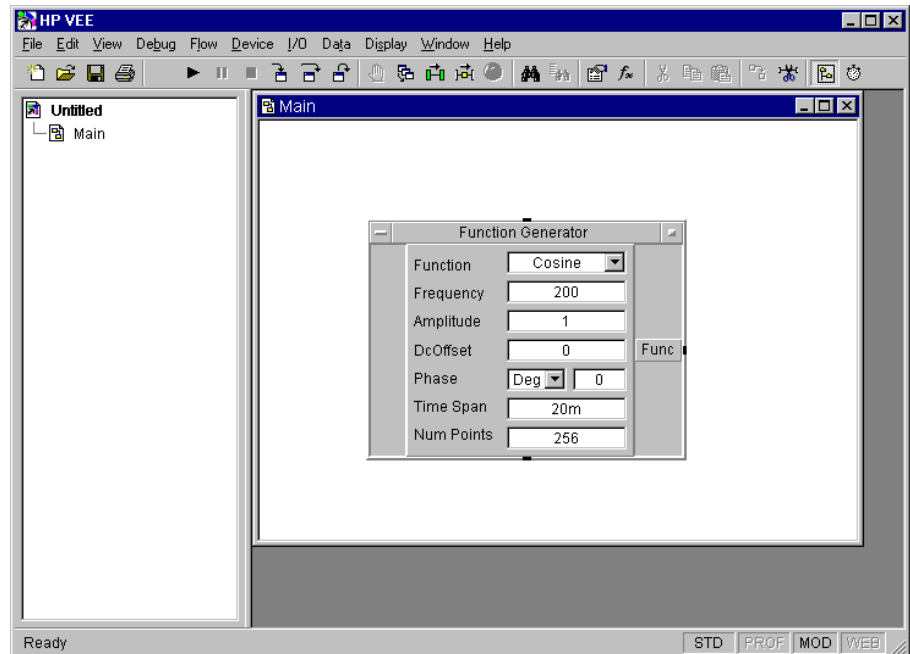 HP VEE
File Edit View Debug Flow Device I/O Data Display Window Help
Untitled
Main
Main
Function Generator
Function Cosine
Frequency 200
Amplitude 1
DcOffset 0
Func
Phase Deg 0
Time Span 20m
Num Points 256
Ready
STD PROF MOD WEB